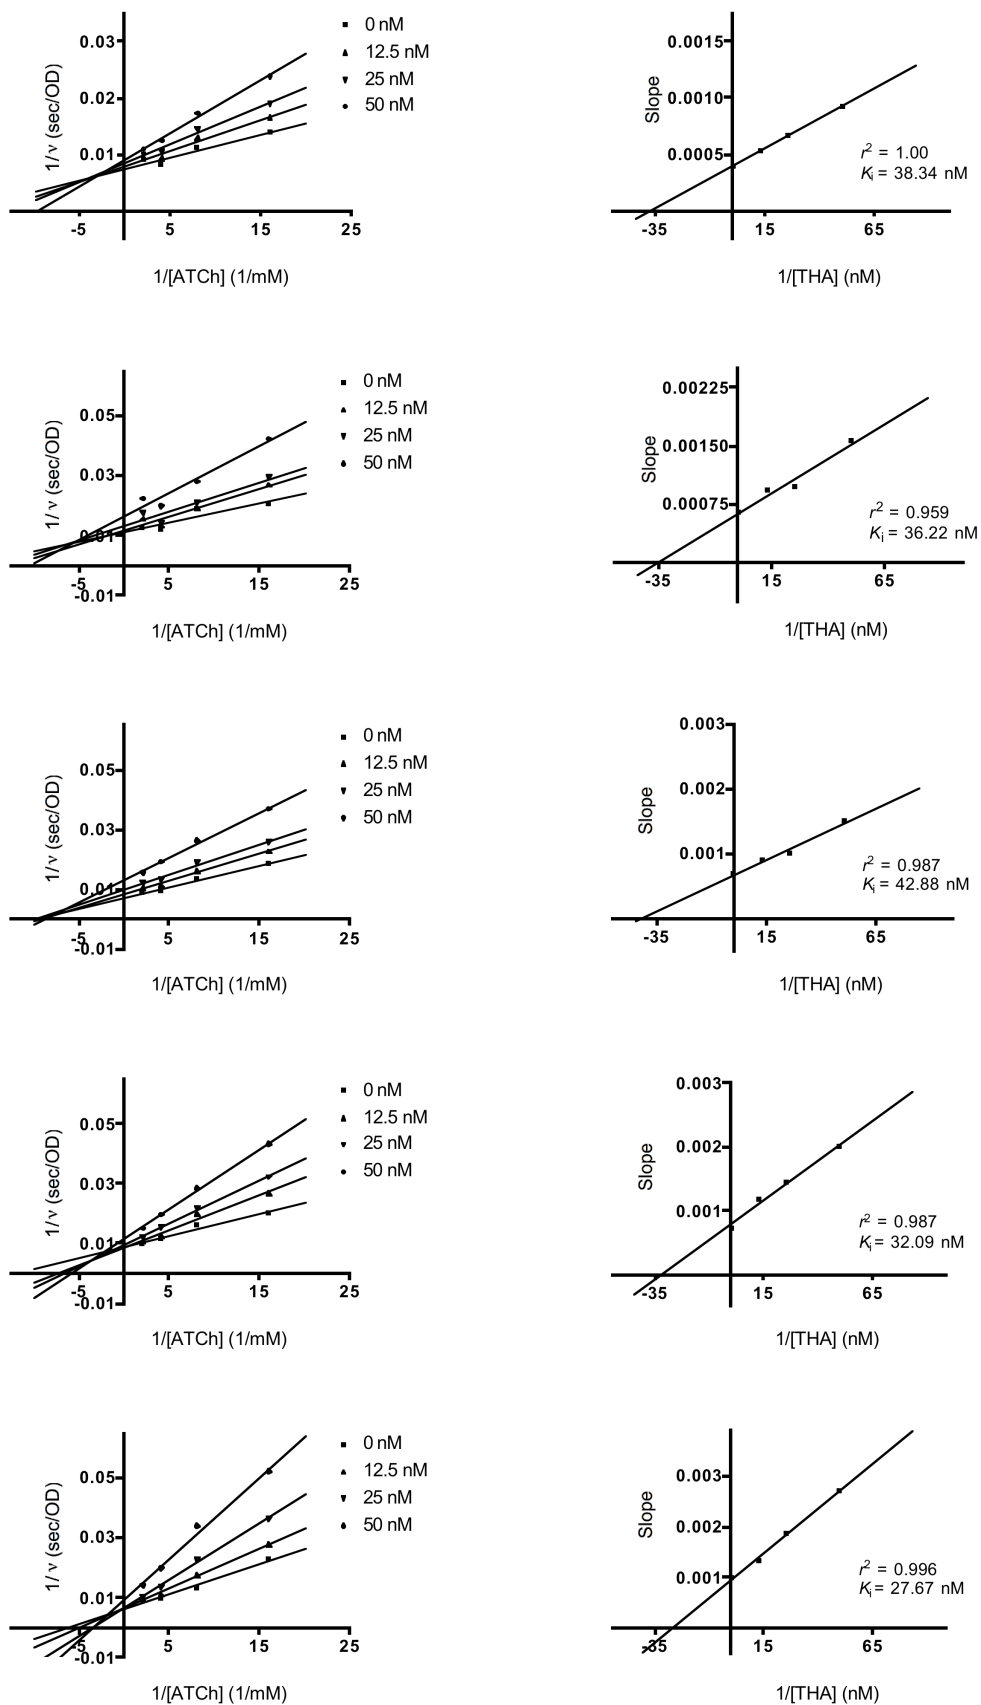 0 nM
12.5 nM
25 nM
50 nM
0.03
0.02
0.01
1/ν (sec/OD)
-5 5 15 25
1/[ATCh] (1/mM)
0.0015
0.0010
0.0005
Slope
r² = 1.00
Ki = 38.34 nM
-35 15 65
1/[THA] (nM)
0 nM
12.5 nM
25 nM
50 nM
0.05
0.03
0.01
-0.01
1/ν (sec/OD)
-5 5 15 25
1/[ATCh] (1/mM)
0.00225
0.00150
0.00075
Slope
r² = 0.959
Ki = 36.22 nM
-35 15 65
1/[THA] (nM)
0 nM
12.5 nM
25 nM
50 nM
0.05
0.03
0.01
-0.01
1/ν (sec/OD)
-5 5 15 25
1/[ATCh] (1/mM)
0.003
0.002
0.001
Slope
r² = 0.987
Ki = 42.88 nM
-35 15 65
1/[THA] (nM)
0 nM
12.5 nM
25 nM
50 nM
0.05
0.03
0.01
-0.01
1/ν (sec/OD)
-5 5 15 25
1/[ATCh] (1/mM)
0.003
0.002
0.001
Slope
r² = 0.987
Ki = 32.09 nM
-35 15 65
1/[THA] (nM)
0 nM
12.5 nM
25 nM
50 nM
0.05
0.03
0.01
-0.01
1/ν (sec/OD)
-5 5 15 25
1/[ATCh] (1/mM)
0.003
0.002
0.001
Slope
r² = 0.996
Ki = 27.67 nM
-35 15 65
1/[THA] (nM)